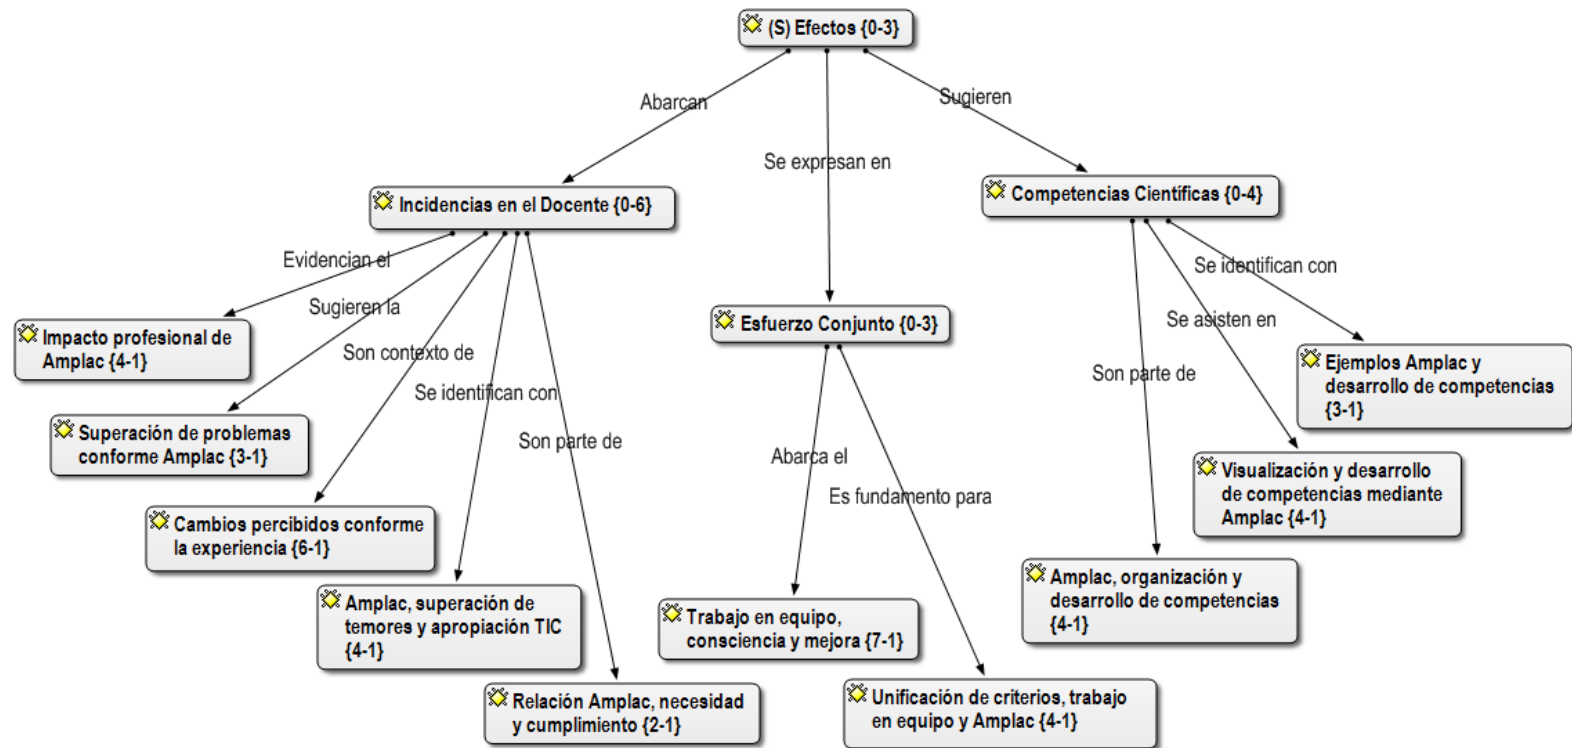 (S) Efectos {0-3}
Abarcan
Sugieren
Se expresan en
Incidencias en el Docente {0-6}
Competencias Científicas {0-4}
Evidencian el
Sugieren la
Son contexto de
Se identifican con
Son parte de
Impacto profesional de
Amplac {4-1}
Superación de problemas
conforme Amplac {3-1}
Cambios percibidos conforme
la experiencia {6-1}
Amplac, superación de
temores y apropiación TIC
{4-1}
Relación Amplac, necesidad
y cumplimiento {2-1}
Esfuerzo Conjunto {0-3}
Abarca el
Es fundamento para
Trabajo en equipo,
consciencia y mejora {7-1}
Unificación de criterios, trabajo
en equipo y Amplac {4-1}
Se identifican con
Se asisten en
Son parte de
Ejemplos Amplac y
desarrollo de competencias
{3-1}
Visualización y desarrollo
de competencias mediante
Amplac {4-1}
Amplac, organización y
desarrollo de competencias
{4-1}